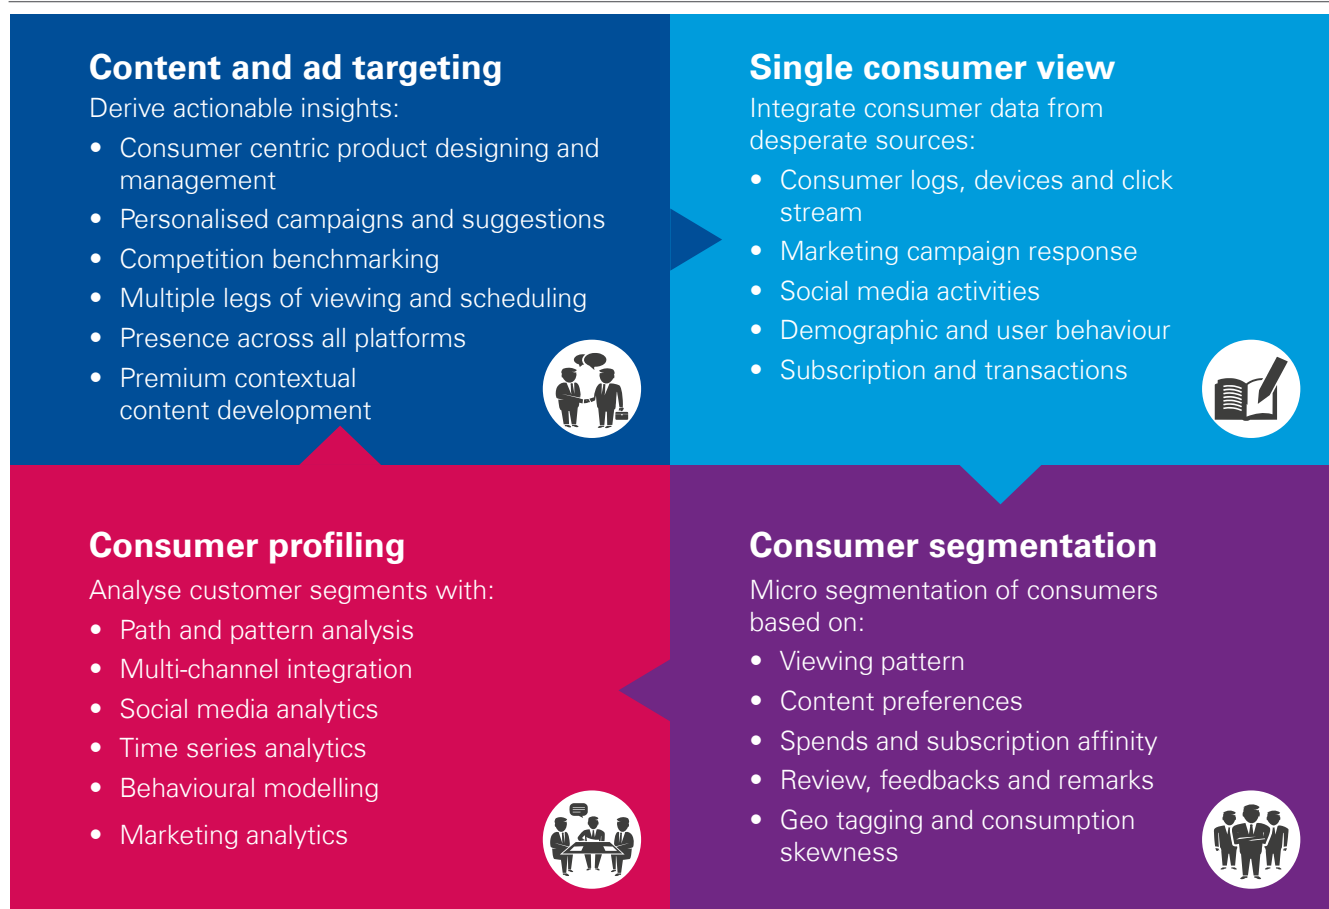 Content and ad targeting
Derive actionable insights:
• Consumer centric product designing and
management
• Personalised campaigns and suggestions
• Competition benchmarking
• Multiple legs of viewing and scheduling
• Presence across all platforms
• Premium contextual
content development
Single consumer view
Integrate consumer data from
desperate sources:
• Consumer logs, devices and click
stream
• Marketing campaign response
• Social media activities
• Demographic and user behaviour
• Subscription and transactions
Consumer profiling
Analyse customer segments with:
• Path and pattern analysis
• Multi-channel integration
• Social media analytics
• Time series analytics
• Behavioural modelling
• Marketing analytics
Consumer segmentation
Micro segmentation of consumers
based on:
• Viewing pattern
• Content preferences
• Spends and subscription affinity
• Review, feedbacks and remarks
• Geo tagging and consumption
skewness